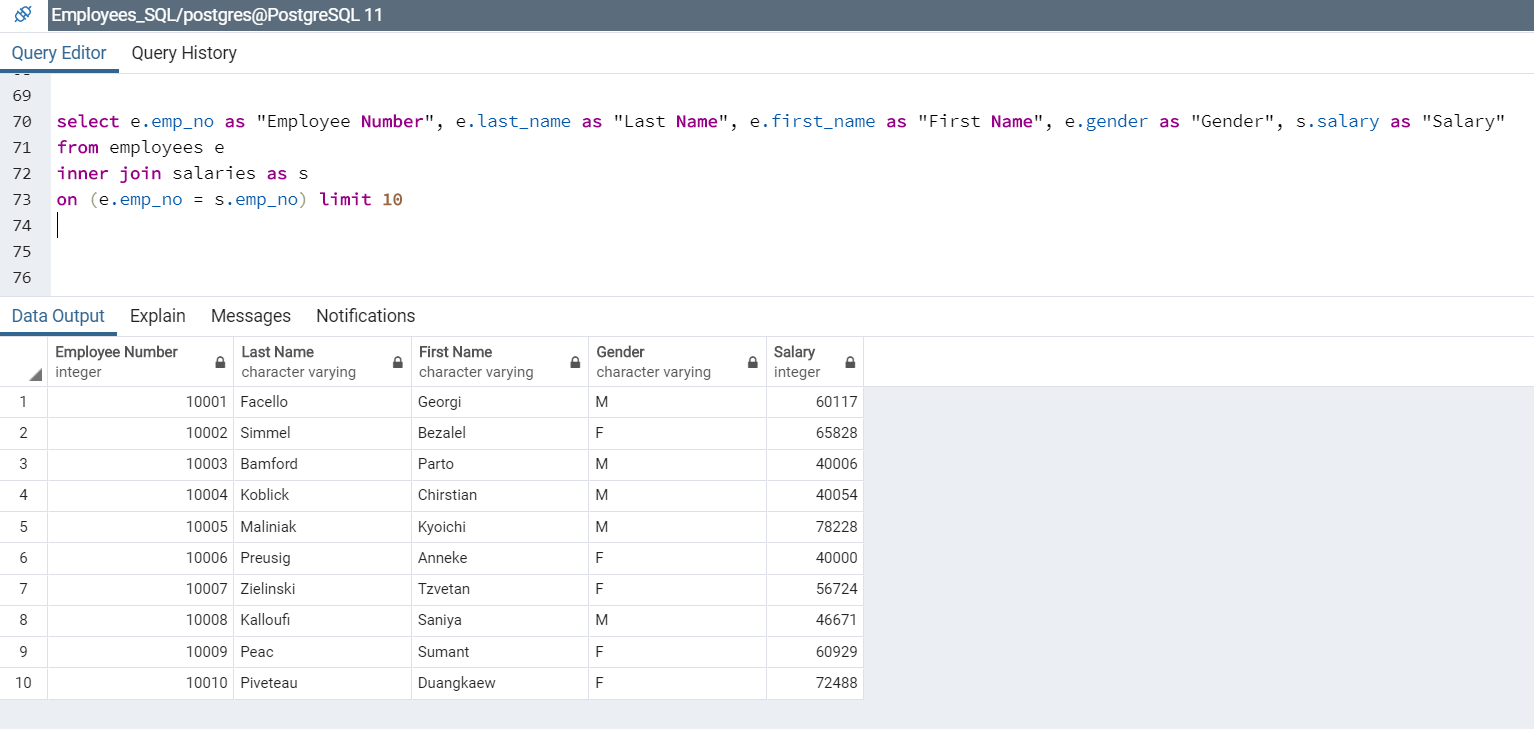 Employees_SQL/postgres@PostgreSQL 11
Query Editor Query History
69
70 select e.emp_no as "Employee Number", e.last_name as "Last Name", e.first_name as "First Name", e.gender as "Gender", s.salary as "Salary"
71 from employees e
72 inner join salaries as s
73 on (e.emp_no = s.emp_no) limit 10
74
75
76
Data Output Explain Messages Notifications
Employee Number Last Name First Name Gender Salary
integer character varying character varying character varying integer
1 10001 Facello Georgi M 60117
2 10002 Simmel Bezalel F 65828
3 10003 Bamford Parto M 40006
4 10004 Koblick Chirstian M 40054
5 10005 Maliniak Kyoichi M 78228
6 10006 Preusig Anneke F 40000
7 10007 Zielinski Tzvetan F 56724
8 10008 Kalloufi Saniya M 46671
9 10009 Peac Sumant F 60929
10 10010 Piveteau Duangkaew F 72488